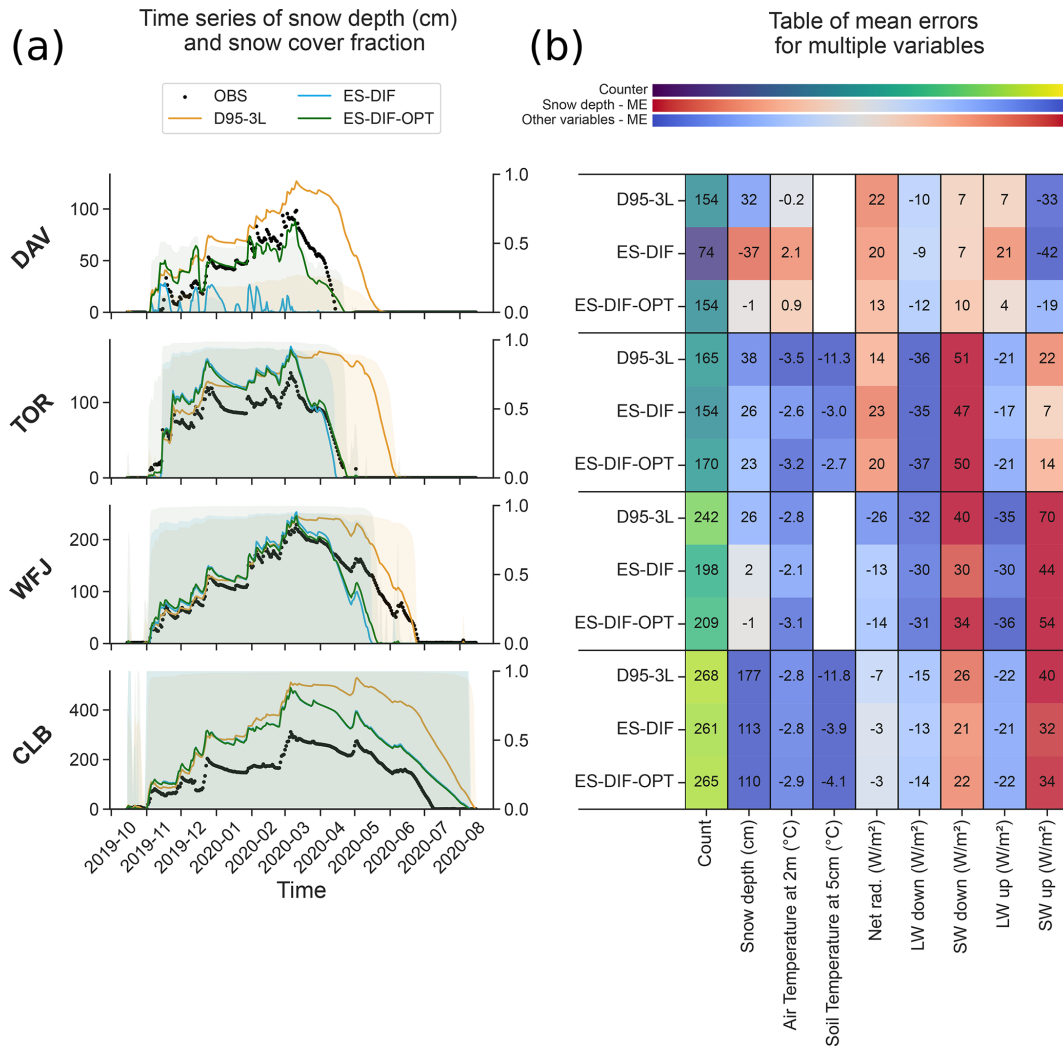 (a)
Time series of snow depth (cm)
and snow cover fraction
OBS
D95-3L
ES-DIF
ES-DIF-OPT
DAV
100
50
0
1.0
0.5
0.0
TOR
100
0
1.0
0.5
0.0
WFJ
200
100
0
1.0
0.5
0.0
CLB
400
200
0
1.0
0.5
0.0
2019-10
2019-11
2019-12
2020-01
2020-02
2020-03
2020-04
2020-05
2020-06
2020-07
2020-08
Time
(b)
Table of mean errors
for multiple variables
Counter
Snow depth - ME
Other variables - ME
D95-3L 154 32 -0.2 22 -10 7 7 -33
ES-DIF 74 -37 2.1 20 -9 7 21 -42
ES-DIF-OPT 154 -1 0.9 13 -12 10 4 -19
D95-3L 165 38 -3.5 -11.3 14 -36 51 -21 22
ES-DIF 154 26 -2.6 -3.0 23 -35 47 -17 7
ES-DIF-OPT 170 23 -3.2 -2.7 20 -37 50 -21 14
D95-3L 242 26 -2.8 -26 -32 40 -35 70
ES-DIF 198 2 -2.1 -13 -30 30 -30 44
ES-DIF-OPT 209 -1 -3.1 -14 -31 34 -36 54
D95-3L 268 177 -2.8 -11.8 -7 -15 26 -22 40
ES-DIF 261 113 -2.8 -3.9 -3 -13 21 -21 32
ES-DIF-OPT 265 110 -2.9 -4.1 -3 -14 22 -22 34
Count
Snow depth (cm)
Air Temperature at 2m (°C)
Soil Temperature at 5cm (°C)
Net rad. (W/m²)
LW down (W/m²)
SW down (W/m²)
LW up (W/m²)
SW up (W/m²)